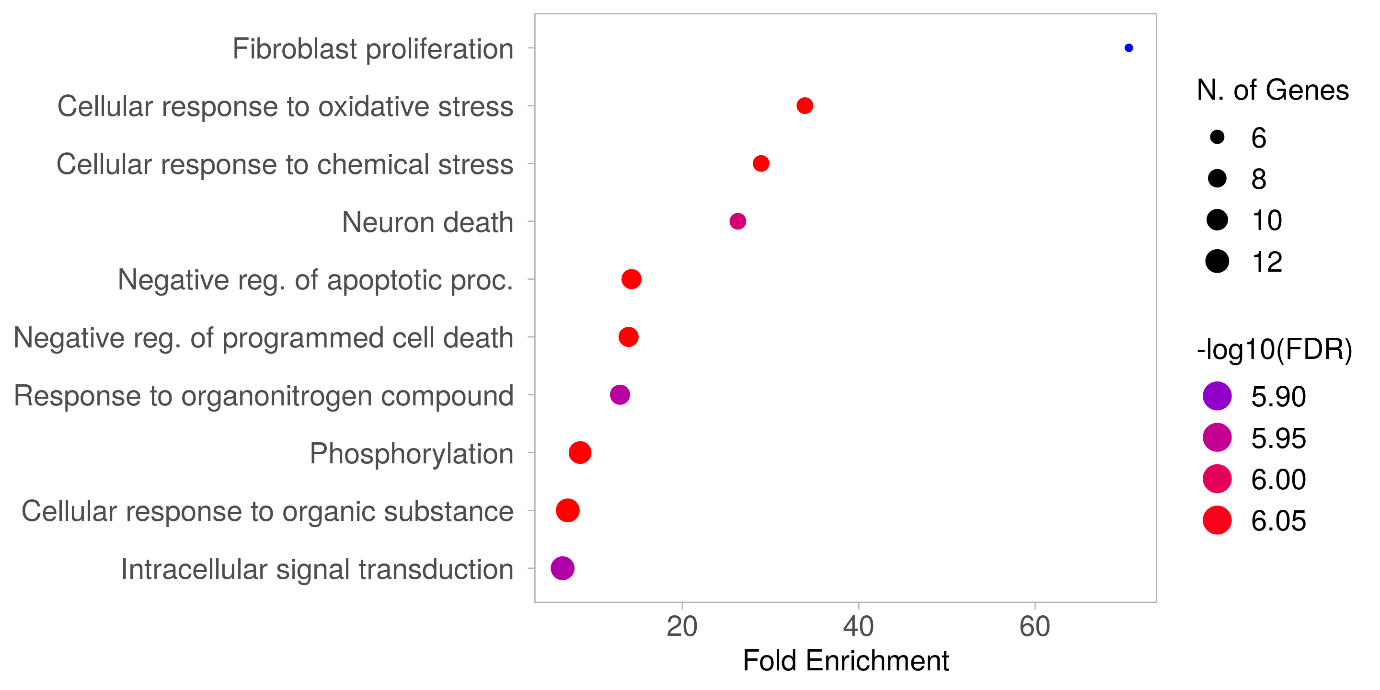 Fibroblast proliferation
Cellular response to oxidative stress
Cellular response to chemical stress
Neuron death
Negative reg. of apoptotic proc.
Negative reg. of programmed cell death
Response to organonitrogen compound
Phosphorylation
Cellular response to organic substance
Intracellular signal transduction
20 40 60
Fold Enrichment
N. of Genes
6
8
10
12
-log10(FDR)
5.90
5.95
6.00
6.05